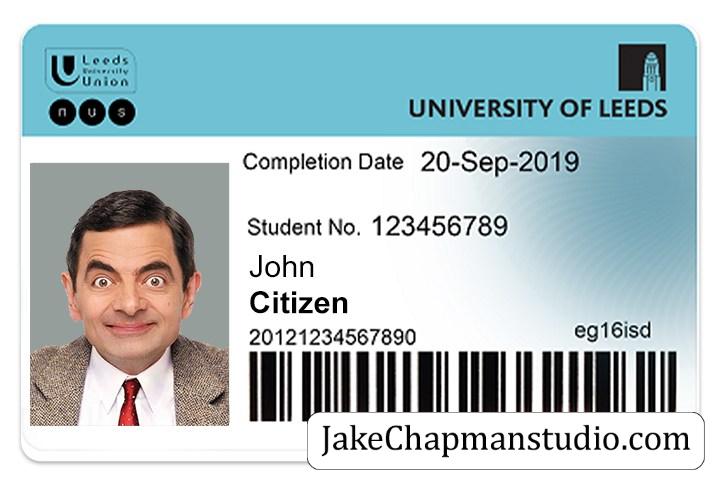 Leeds
University
Union
n u s
UNIVERSITY OF LEEDS
Completion Date 20-Sep-2019
Student No. 123456789
John
Citizen
20121234567890
eg16isd
JakeChapmanstudio.com